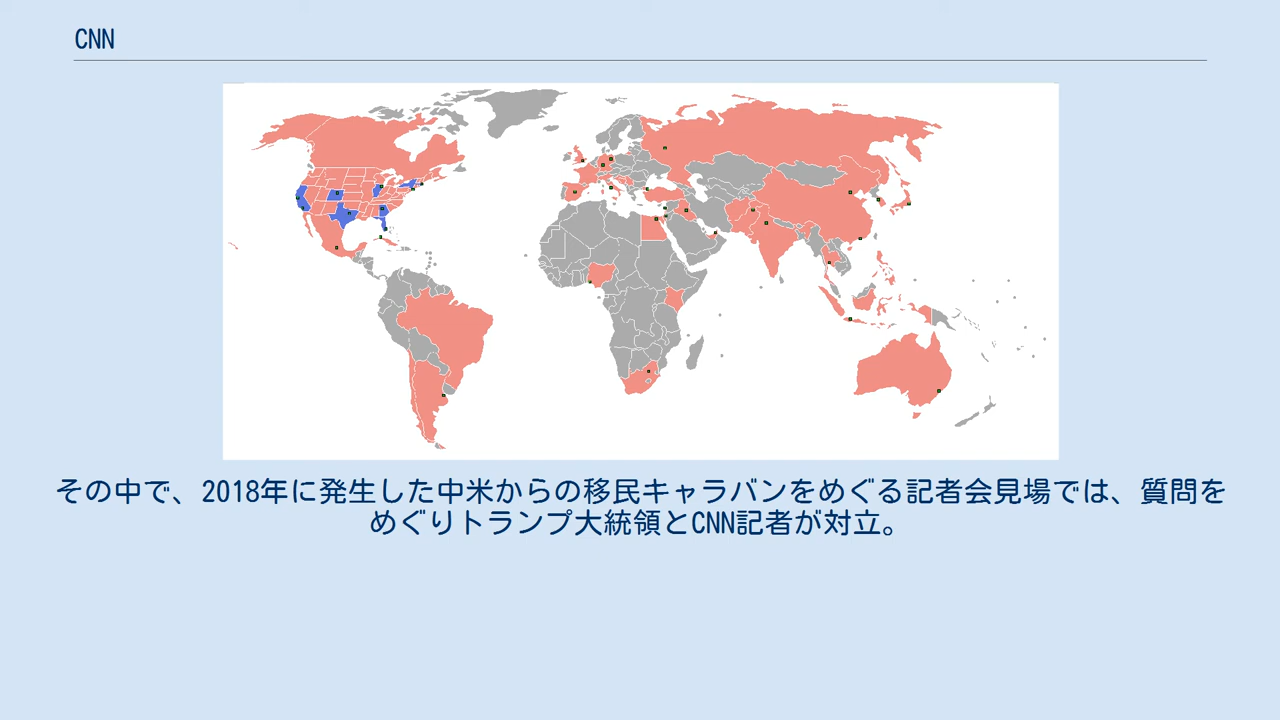 CNN
その中で、2018年に発生した中米からの移民キャラバンをめぐる記者会見場では、質問を
めぐりトランプ大統領とCNN記者が対立。